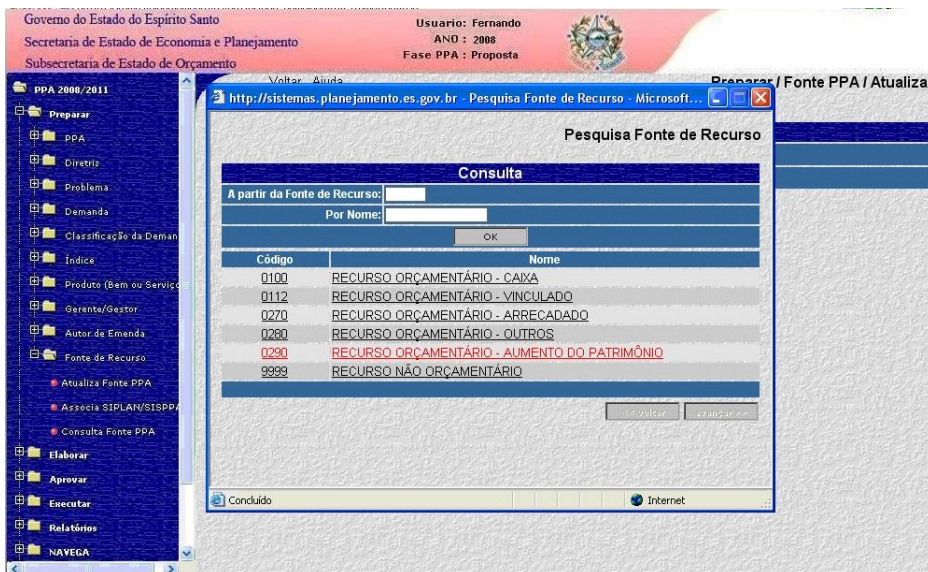 Governo do Estado do Espírito Santo
Secretaria de Estado de Economia e Planejamento
Subsecretaria de Estado de Orçamento
Usuario: Fernando
ANO : 2008
Fase PPA : Proposta
Voltar Ajuda
Preparar / Fonte PPA / Atualiza
PPA 2008/2011
Preparar
PPA
Diretriz
Problema
Demanda
Classificação da Deman
Índice
Produto (Bem ou Serviço
Gerente/Gestor
Autor de Emenda
Fonte de Recurso
Atualiza Fonte PPA
Associa SIPLAN/SISPPA
Consulta Fonte PPA
Elaborar
Aprovar
Executar
Relatórios
NAVEGA
http://sistemas.planejamento.es.gov.br - Pesquisa Fonte de Recurso - Microsoft...
Pesquisa Fonte de Recurso
Consulta
A partir da Fonte de Recurso:
Por Nome:
OK
Código Nome
0100 RECURSO ORÇAMENTÁRIO - CAIXA
0112 RECURSO ORÇAMENTÁRIO - VINCULADO
0270 RECURSO ORÇAMENTÁRIO - ARRECADADO
0280 RECURSO ORÇAMENTÁRIO - OUTROS
0290 RECURSO ORÇAMENTÁRIO - AUMENTO DO PATRIMÔNIO
9999 RECURSO NÃO ORÇAMENTÁRIO
<< voltar avançar >>
Concluído Internet